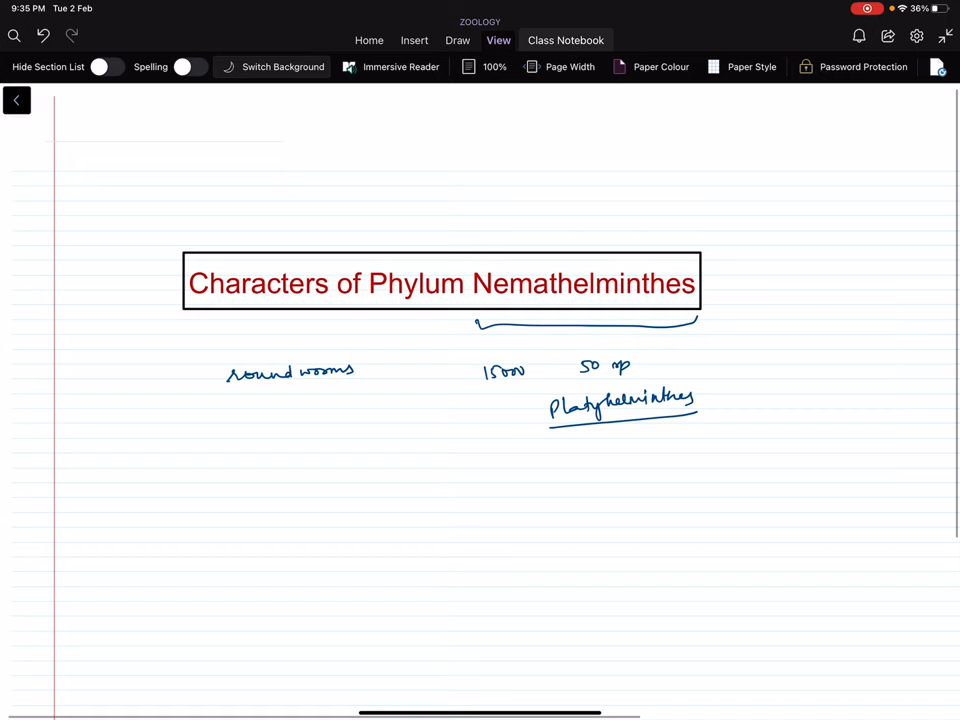 9:35 PM Tue 2 Feb
36%
ZOOLOGY
Home Insert Draw View Class Notebook
Hide Section List Spelling Switch Background Immersive Reader 100% Page Width Paper Colour Paper Style Password Protection
Characters of Phylum Nemathelminthes
round worms 15000 50 sp
Platyhelminthes